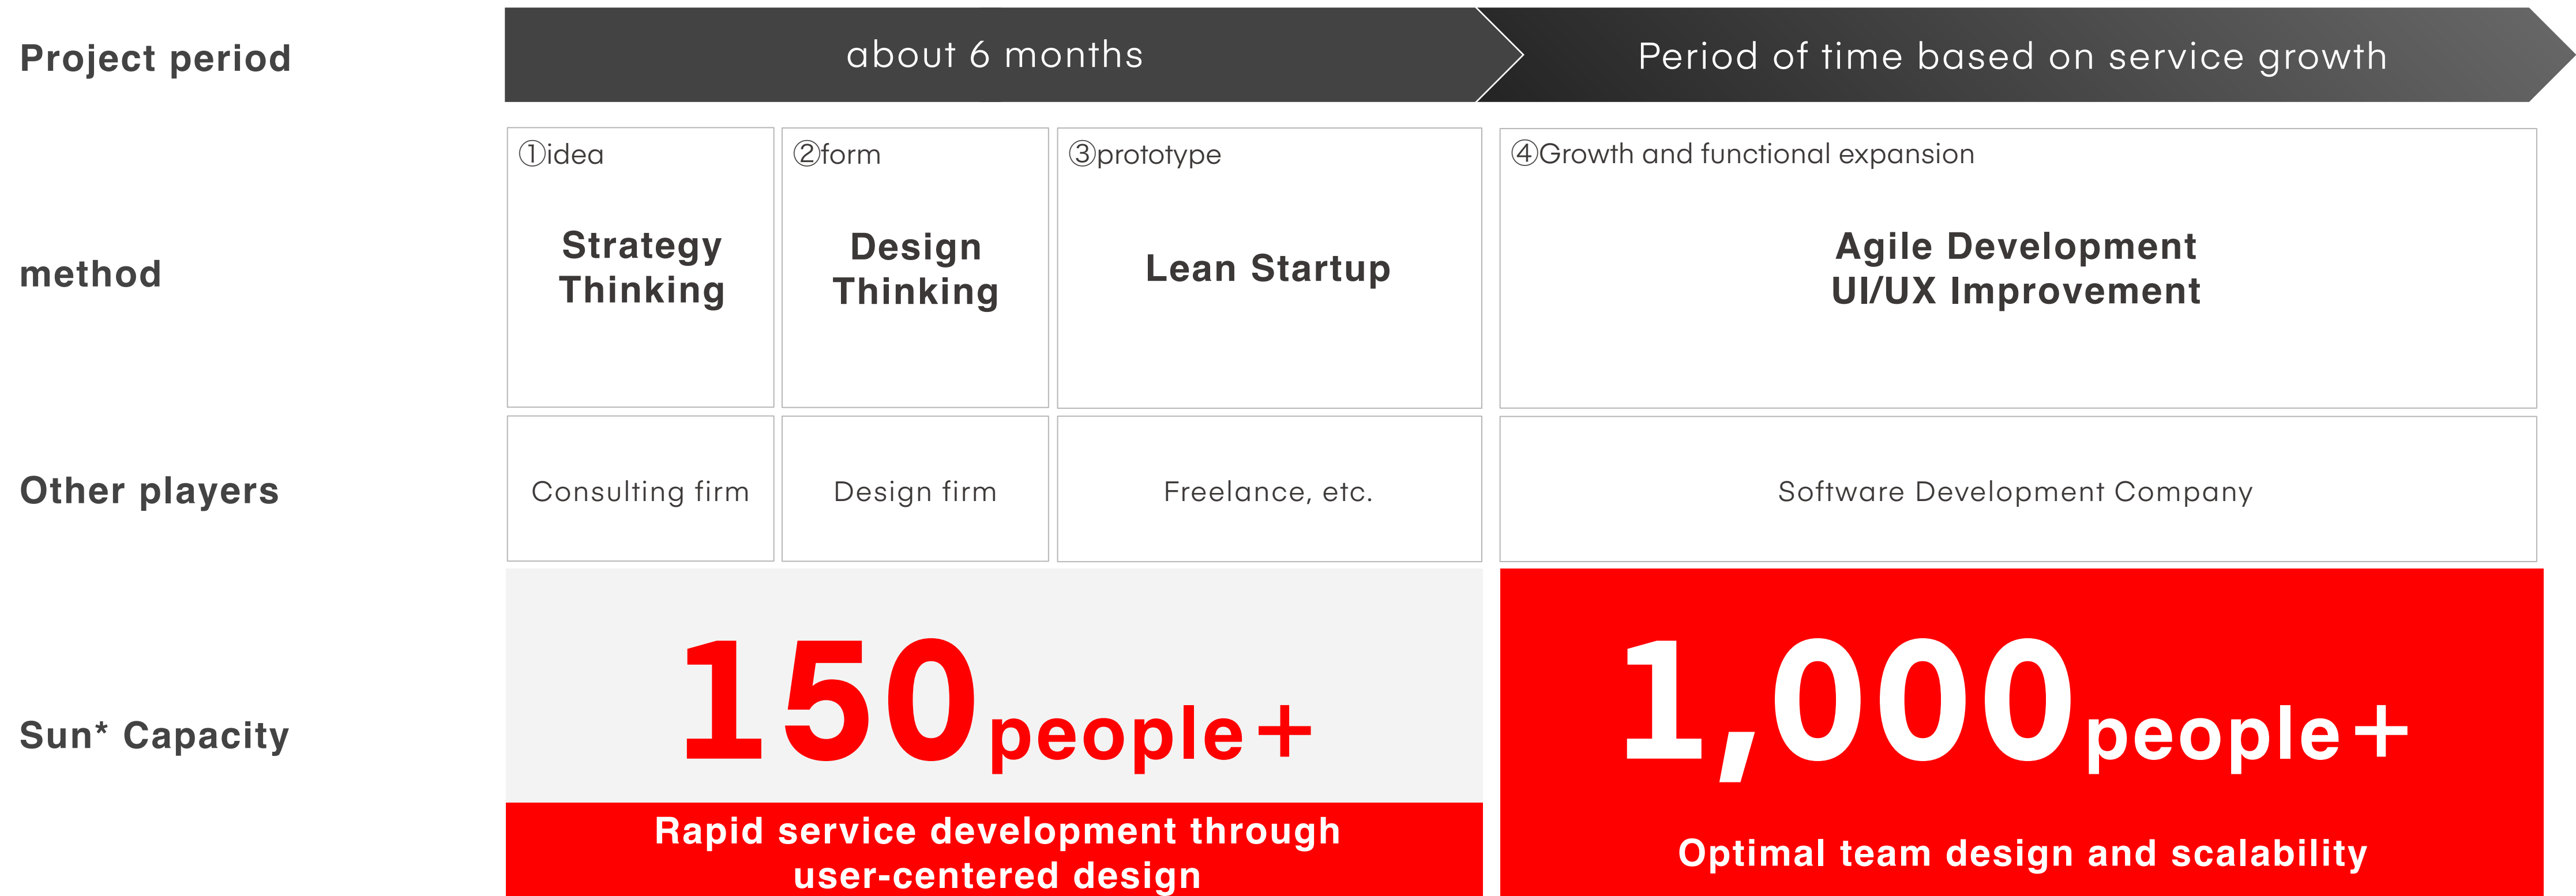 Project period
about 6 months
Period of time based on service growth
method
①idea
Strategy
Thinking
②form
Design
Thinking
③prototype
Lean Startup
④Growth and functional expansion
Agile Development
UI/UX Improvement
Other players
Consulting firm
Design firm
Freelance, etc.
Software Development Company
Sun* Capacity
150people+
Rapid service development through
user-centered design
1,000people+
Optimal team design and scalability